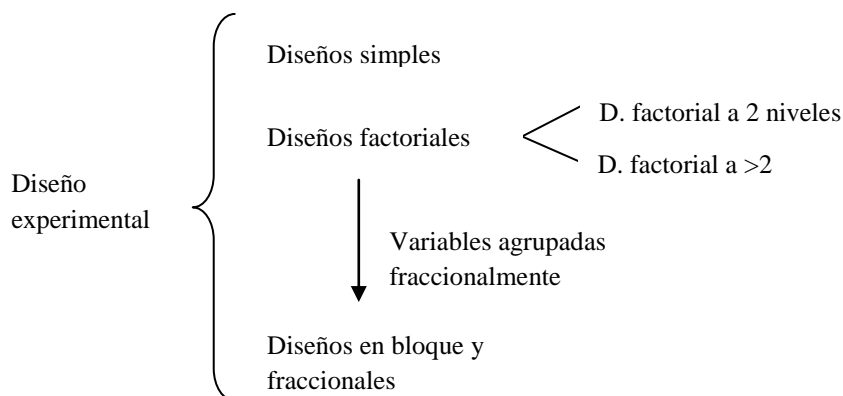 Diseño
experimental
Diseños simples
Diseños factoriales
D. factorial a 2 niveles
D. factorial a >2
Variables agrupadas
fraccionalmente
Diseños en bloque y
fraccionales